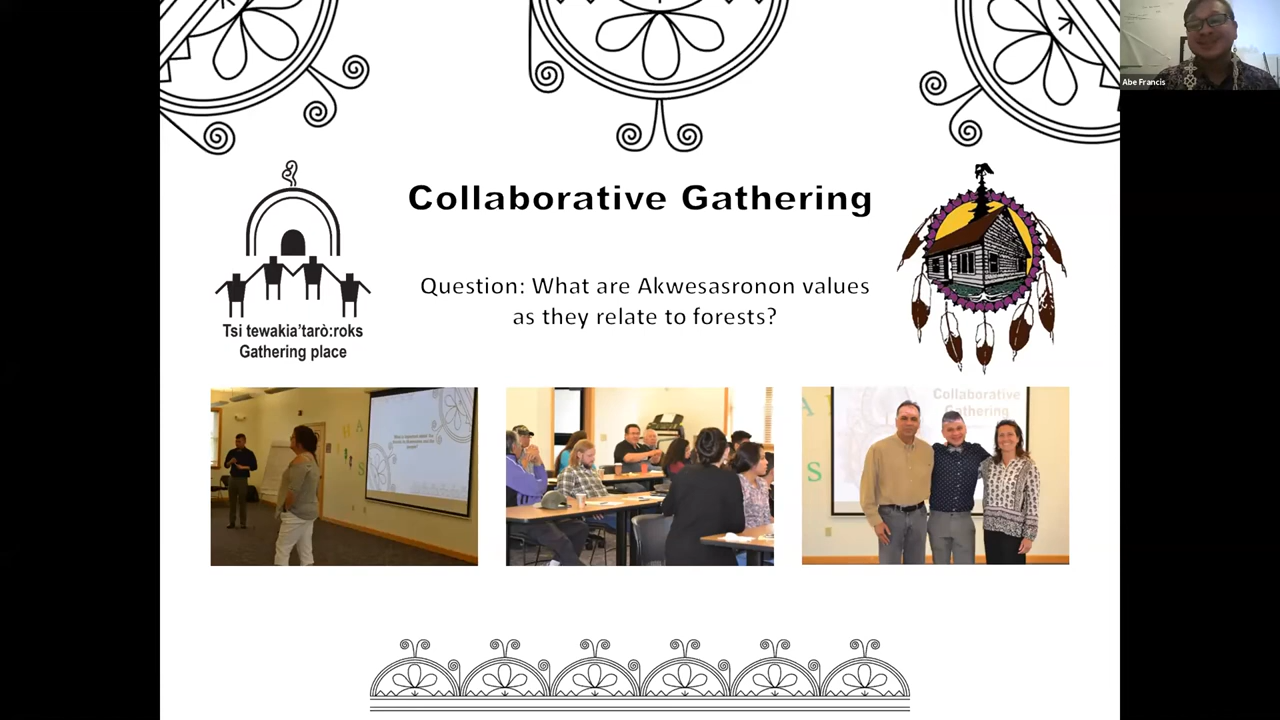 Abe Francis
Collaborative Gathering
Question: What are Akwesasronon values
as they relate to forests?
Tsi tewakia’tarò:roks
Gathering place
Collaborative
Gathering